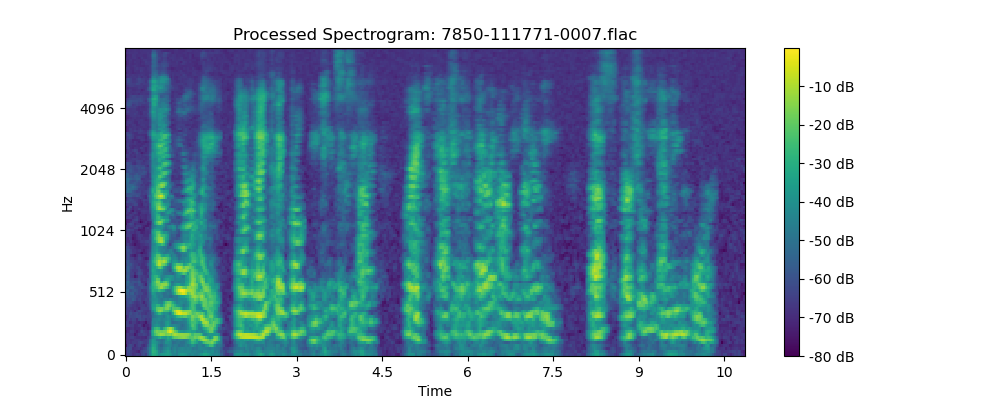 Processed Spectrogram: 7850-111771-0007.flac
Hz
4096
2048
1024
512
0
0 1.5 3 4.5 6 7.5 9 10
Time
-10 dB
-20 dB
-30 dB
-40 dB
-50 dB
-60 dB
-70 dB
-80 dB